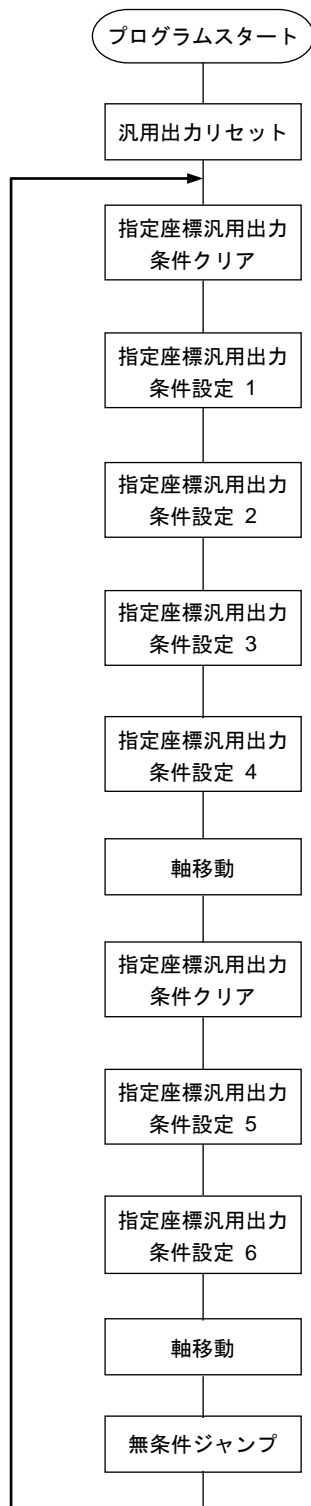 プログラムスタート
汎用出力リセット
指定座標汎用出力
条件クリア
指定座標汎用出力
条件設定 1
指定座標汎用出力
条件設定 2
指定座標汎用出力
条件設定 3
指定座標汎用出力
条件設定 4
軸移動
指定座標汎用出力
条件クリア
指定座標汎用出力
条件設定 5
指定座標汎用出力
条件設定 6
軸移動
無条件ジャンプ